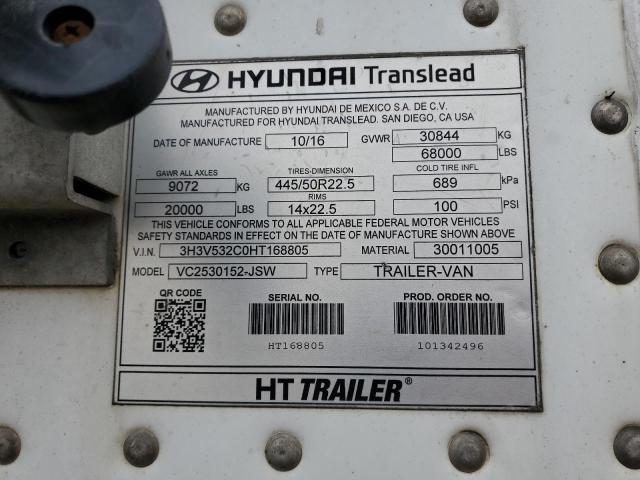 HYUNDAI Translead
MANUFACTURED BY HYUNDAI DE MEXICO S.A. DE C.V.
MANUFACTURED FOR HYUNDAI TRANSLEAD. SAN DIEGO, CA USA
DATE OF MANUFACTURE 10/16 GVWR 30844 KG
68000 LBS
GAWR ALL AXLES TIRES-DIMENSION COLD TIRE INFL
9072 KG 445/50R22.5 689 kPa
RIMS
20000 LBS 14x22.5 100 PSI
THIS VEHICLE CONFORMS TO ALL APPLICABLE FEDERAL MOTOR VEHICLES
SAFETY STANDARDS IN EFFECT ON DATE OF MANUFACTURE SHOWN ABOVE
V.I.N. 3H3V532C0HT168805 MATERIAL 30011005
MODEL VC2530152-JSW TYPE TRAILER-VAN
QR CODE SERIAL NO. PROD. ORDER NO.
HT168805 101342496
HT TRAILER®